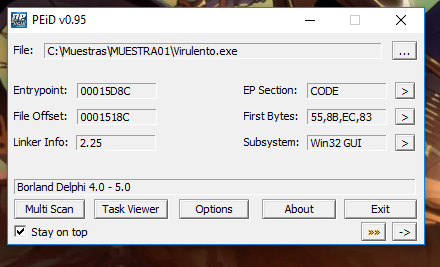 PEiD v0.95
File: C:\Muestras\MUESTRA01\Virulento.exe ...
Entrypoint: 00015D8C EP Section: CODE >
File Offset: 0001518C First Bytes: 55,8B,EC,83 >
Linker Info: 2.25 Subsystem: Win32 GUI >
Borland Delphi 4.0 - 5.0
Multi Scan Task Viewer Options About Exit
Stay on top »» ->